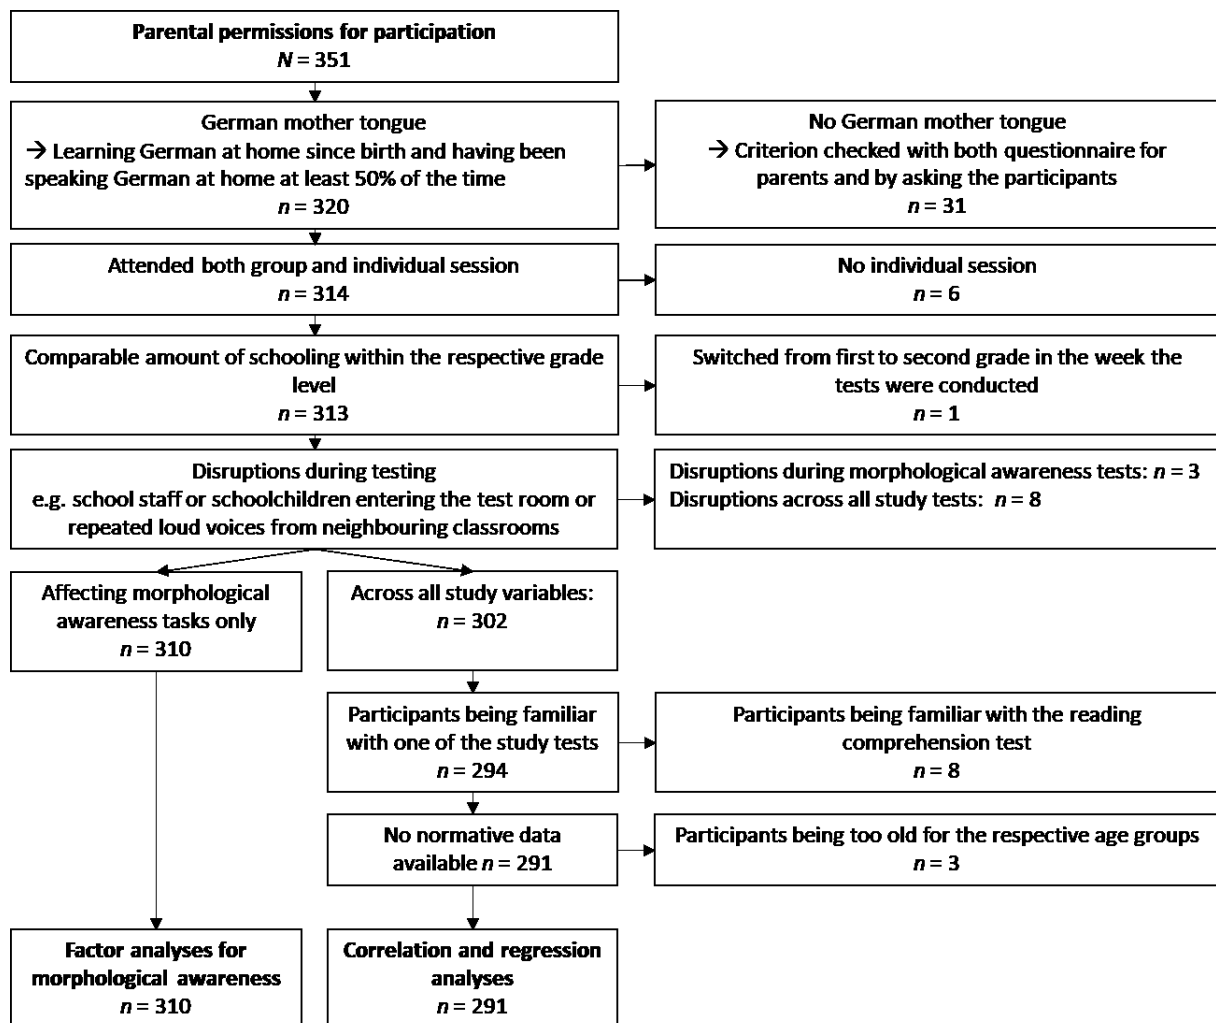 Parental permissions for participation
N = 351
German mother tongue
→ Learning German at home since birth and having been
speaking German at home at least 50% of the time
n = 320
No German mother tongue
→ Criterion checked with both questionnaire for
parents and by asking the participants
n = 31
Attended both group and individual session
n = 314
No individual session
n = 6
Comparable amount of schooling within the respective grade
level
n = 313
Switched from first to second grade in the week the
tests were conducted
n = 1
Disruptions during testing
e.g. school staff or schoolchildren entering the test room or
repeated loud voices from neighbouring classrooms
Disruptions during morphological awareness tests: n = 3
Disruptions across all study tests: n = 8
Affecting morphological
awareness tasks only
n = 310
Across all study variables:
n = 302
Participants being familiar
with one of the study tests
n = 294
Participants being familiar with the reading
comprehension test
n = 8
No normative data
available n = 291
Participants being too old for the respective age groups
n = 3
Factor analyses for
morphological awareness
n = 310
Correlation and regression
analyses
n = 291